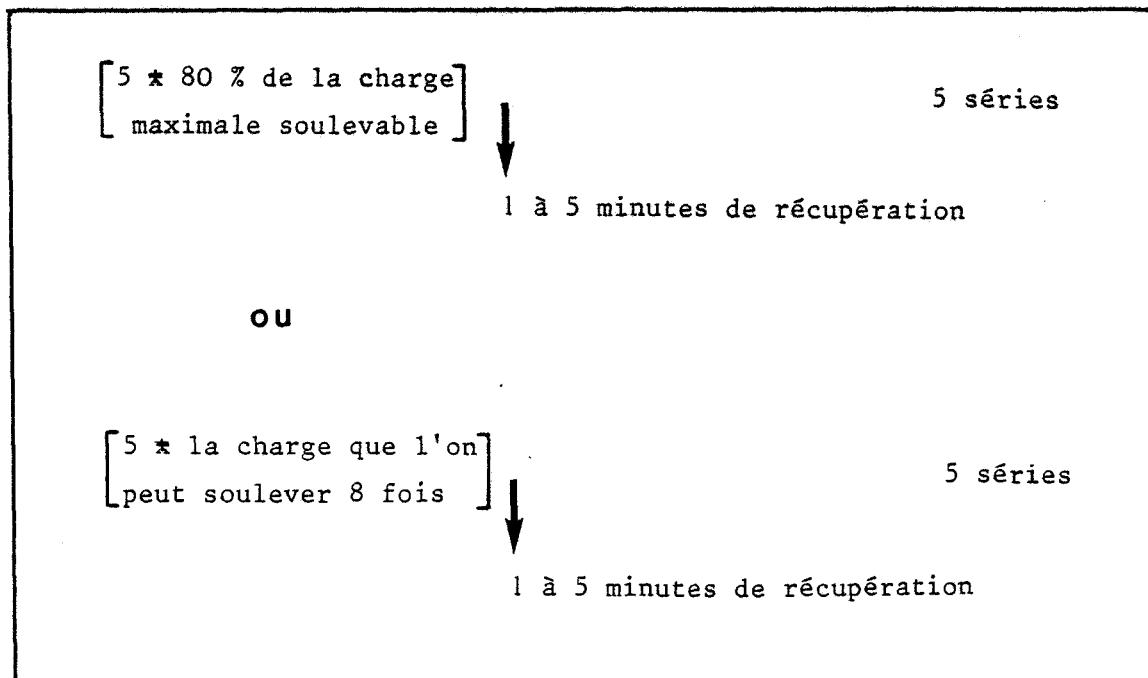 5 * 80 % de la charge
maximale soulevable
5 séries
1 à 5 minutes de récupération
ou
5 * la charge que l'on
peut soulever 8 fois
5 séries
1 à 5 minutes de récupération